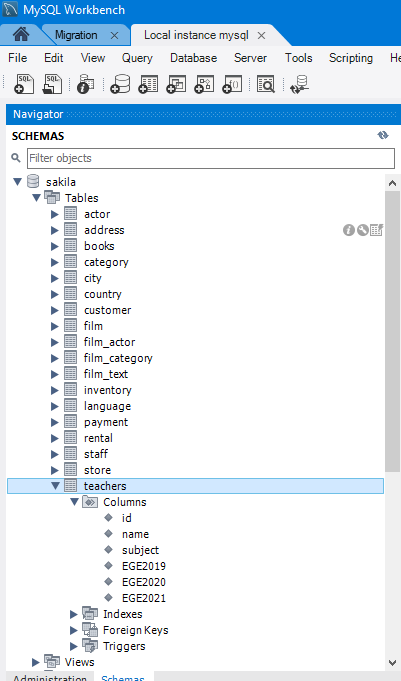 MySQL Workbench
Migration Local instance mysql
File Edit View Query Database Server Tools Scripting He
SQL SQL
Navigator
SCHEMAS
Filter objects
sakila
Tables
actor
address
books
category
city
country
customer
film
film_actor
film_category
film_text
inventory
language
payment
rental
staff
store
teachers
Columns
id
name
subject
EGE2019
EGE2020
EGE2021
Indexes
Foreign Keys
Triggers
Views
Administration Schemas